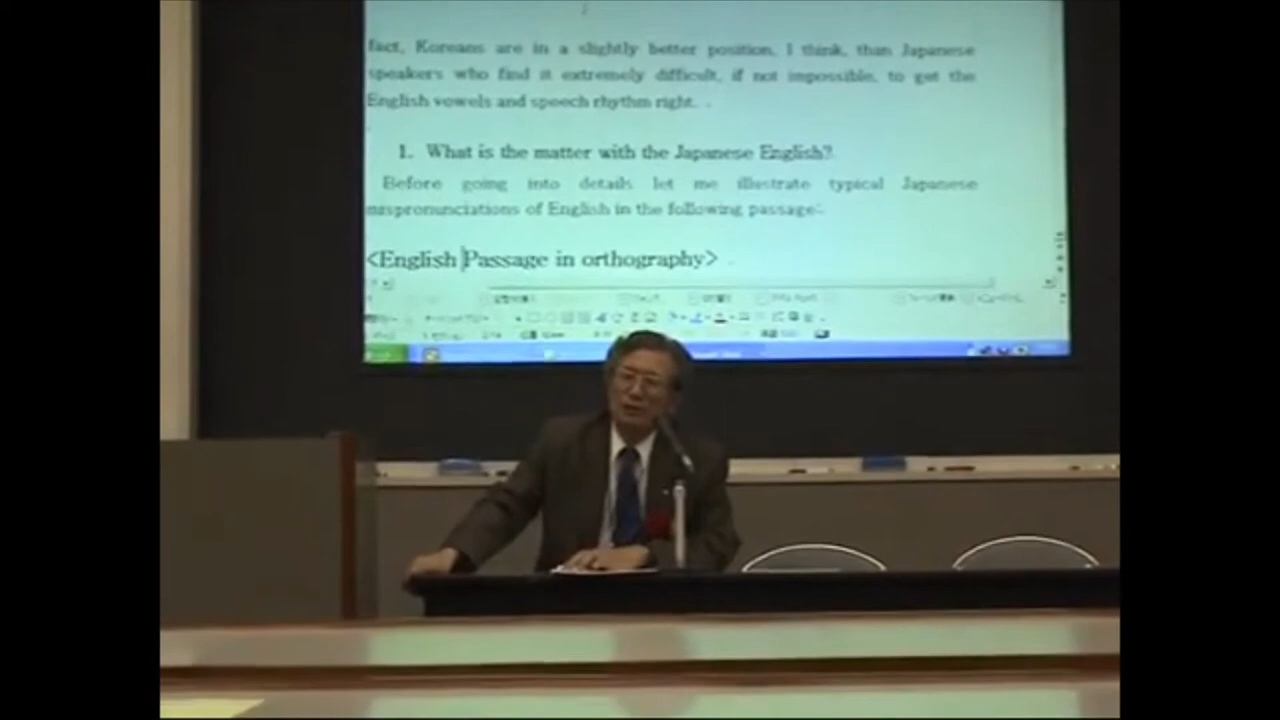 fact, Koreans are in a slightly better position, I think, than Japanese
speakers who find it extremely difficult, if not impossible, to get the
English vowels and speech rhythm right.
1. What is the matter with the Japanese English?
Before going into details let me illustrate typical Japanese
mispronunciations of English in the following passage:
<English Passage in orthography>